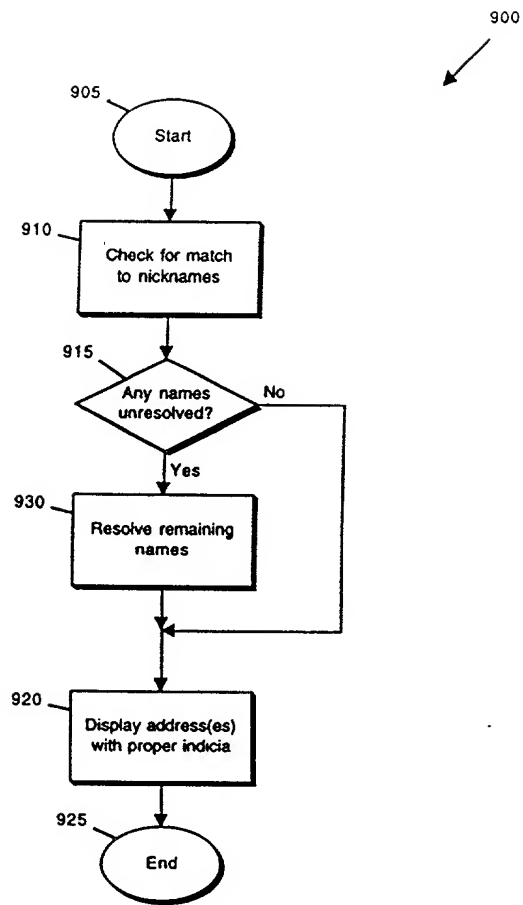 900
905
Start
910
Check for match
to nicknames
915
Any names
unresolved?
No
Yes
930
Resolve remaining
names
920
Display address(es)
with proper indicia
925
End